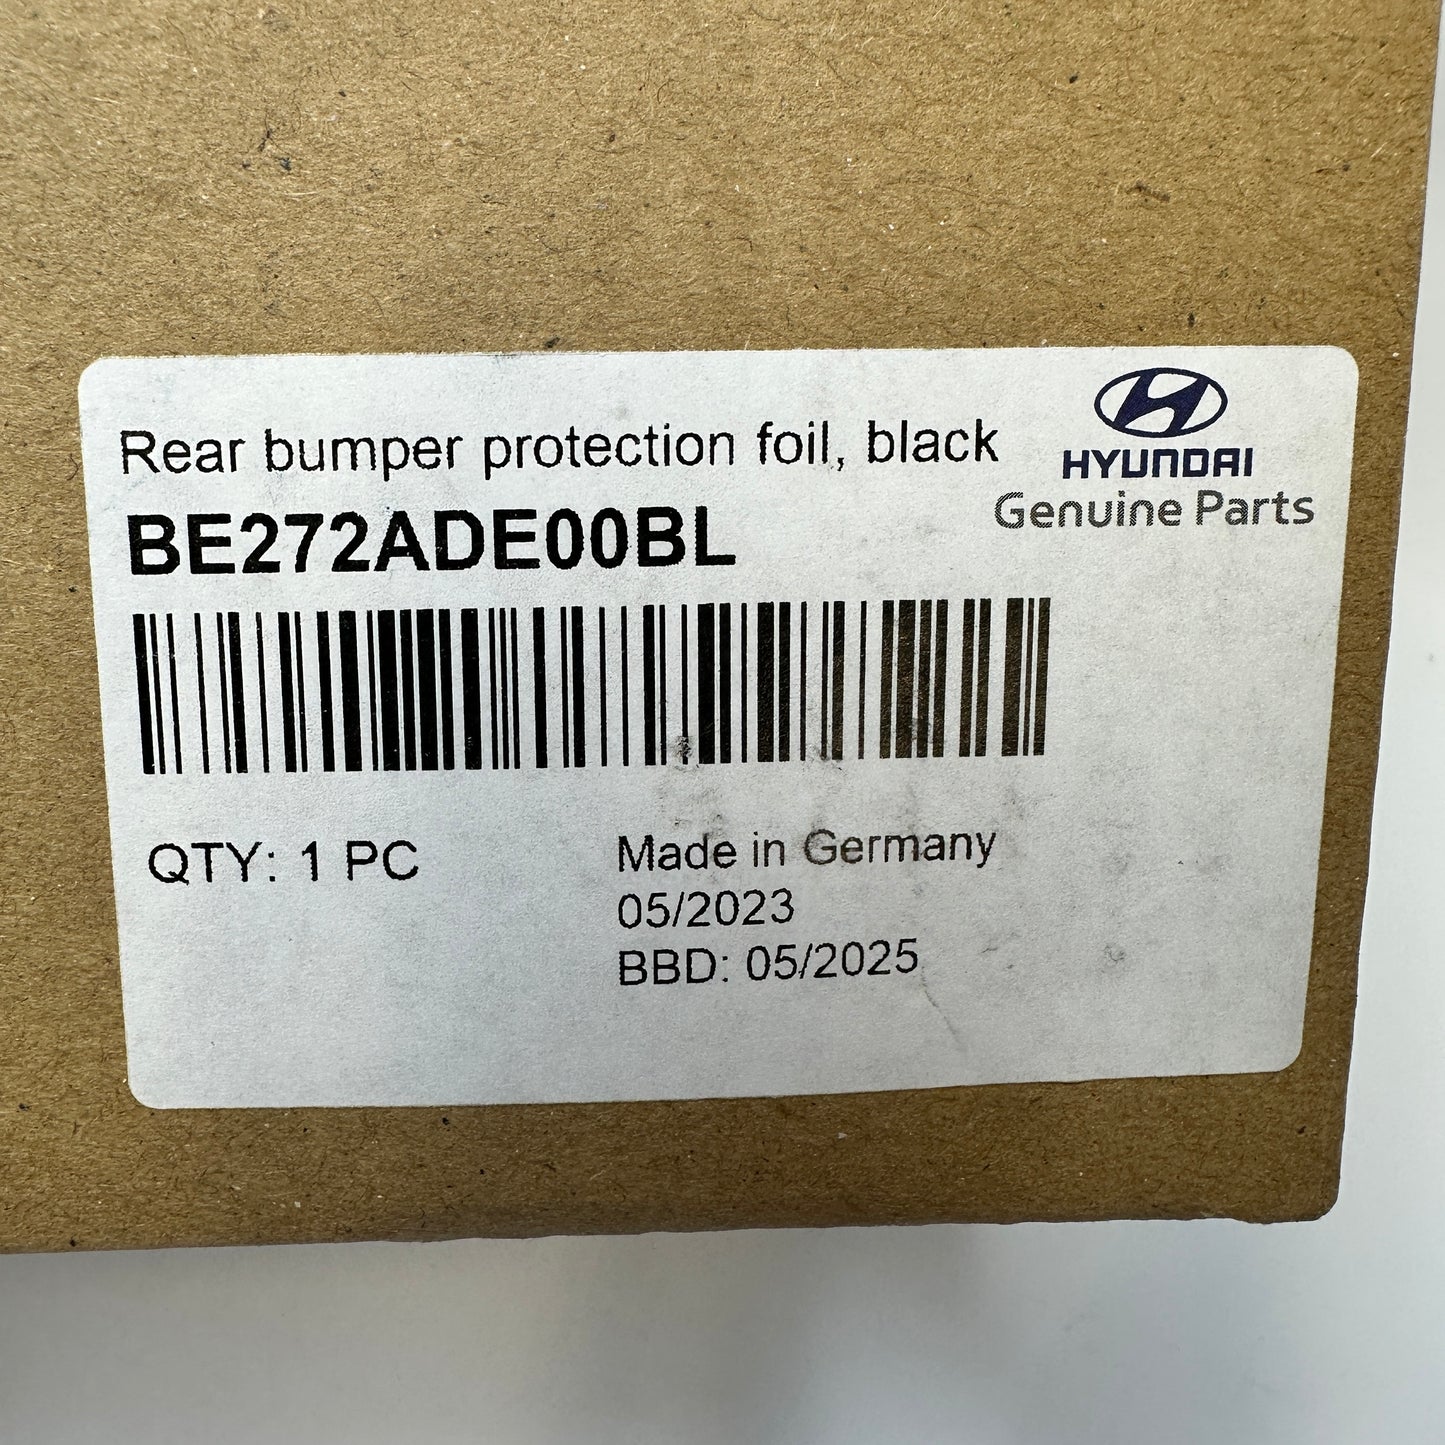 Rear bumper protection foil, black
HYUNDAI
Genuine Parts
BE272ADE00BL
QTY: 1 PC
Made in Germany
05/2023
BBD: 05/2025